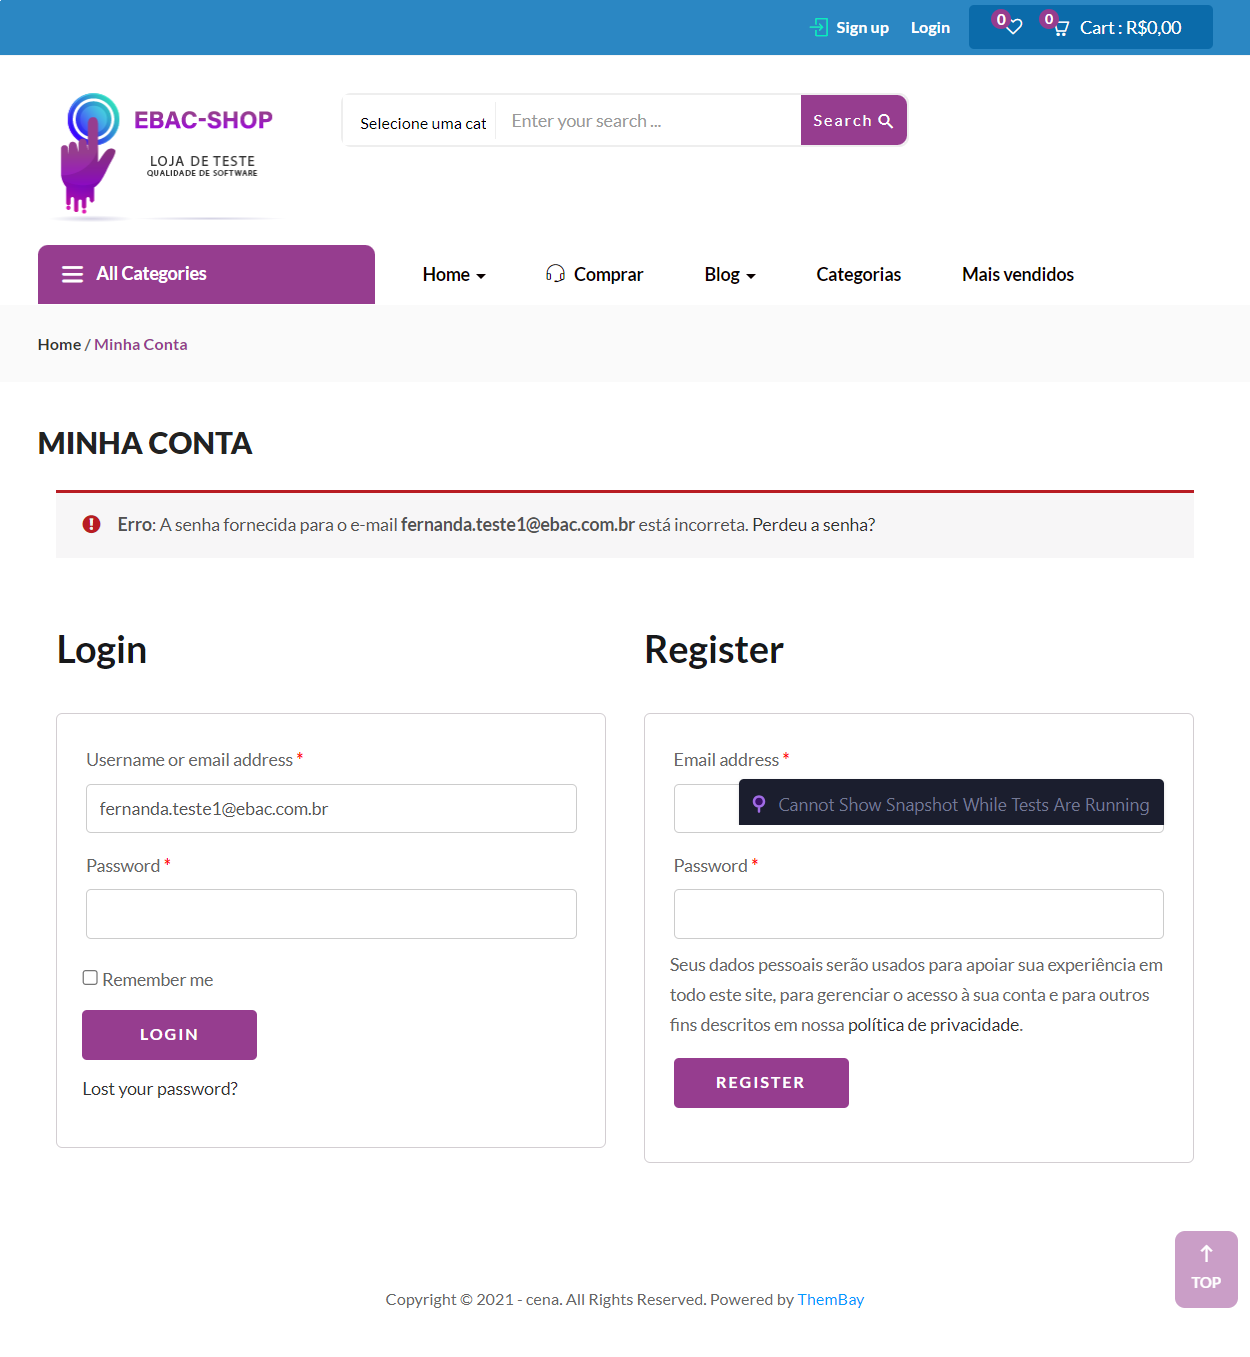 Sign up
Login
0
0
Cart : R$0,00
EBAC-SHOP
LOJA DE TESTE
QUALIDADE DE SOFTWARE
Selecione uma cat
Enter your search ...
Search
All Categories
Home
Comprar
Blog
Categorias
Mais vendidos
Home / Minha Conta
MINHA CONTA
Erro: A senha fornecida para o e-mail fernanda.teste1@ebac.com.br está incorreta. Perdeu a senha?
Login
Username or email address *
fernanda.teste1@ebac.com.br
Password *
Remember me
LOGIN
Lost your password?
Register
Email address *
Cannot Show Snapshot While Tests Are Running
Password *
Seus dados pessoais serão usados para apoiar sua experiência em
todo este site, para gerenciar o acesso à sua conta e para outros
fins descritos em nossa política de privacidade.
REGISTER
TOP
Copyright © 2021 - cena. All Rights Reserved. Powered by ThemBay